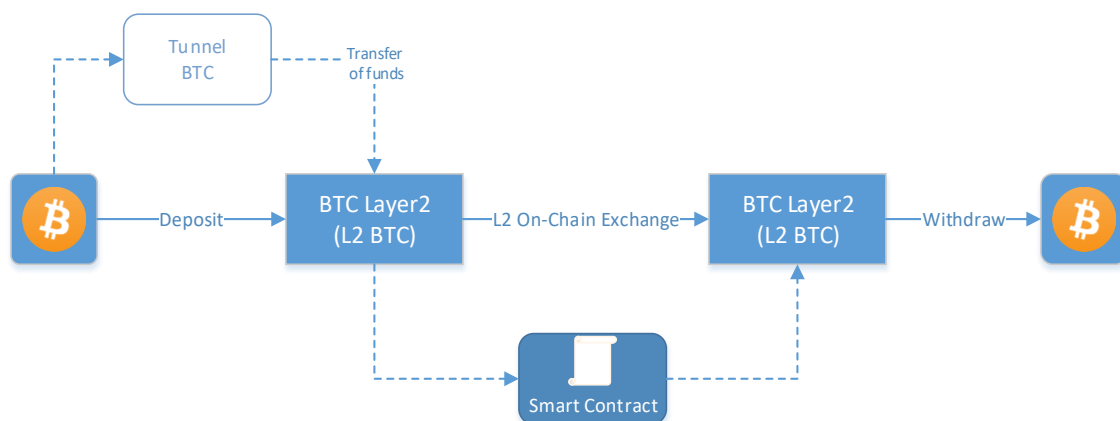 Tunnel
BTC
Transfer
of funds
Deposit
BTC Layer2
(L2 BTC)
L2 On-Chain Exchange
BTC Layer2
(L2 BTC)
Withdraw
Smart Contract